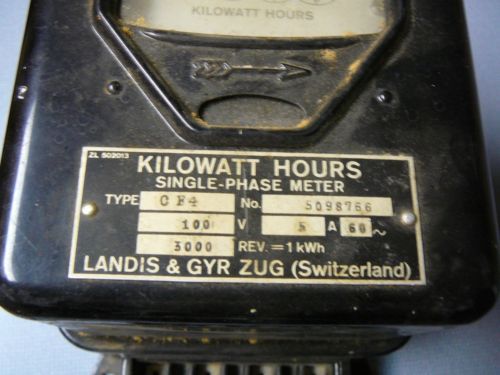 KILOWATT HOURS
ZL 502013
KILOWATT HOURS
SINGLE-PHASE METER
TYPE CF4 No. 5098766
100 V 5 A 60 ~
3000 REV. = 1 kWh
LANDIS & GYR ZUG (Switzerland)